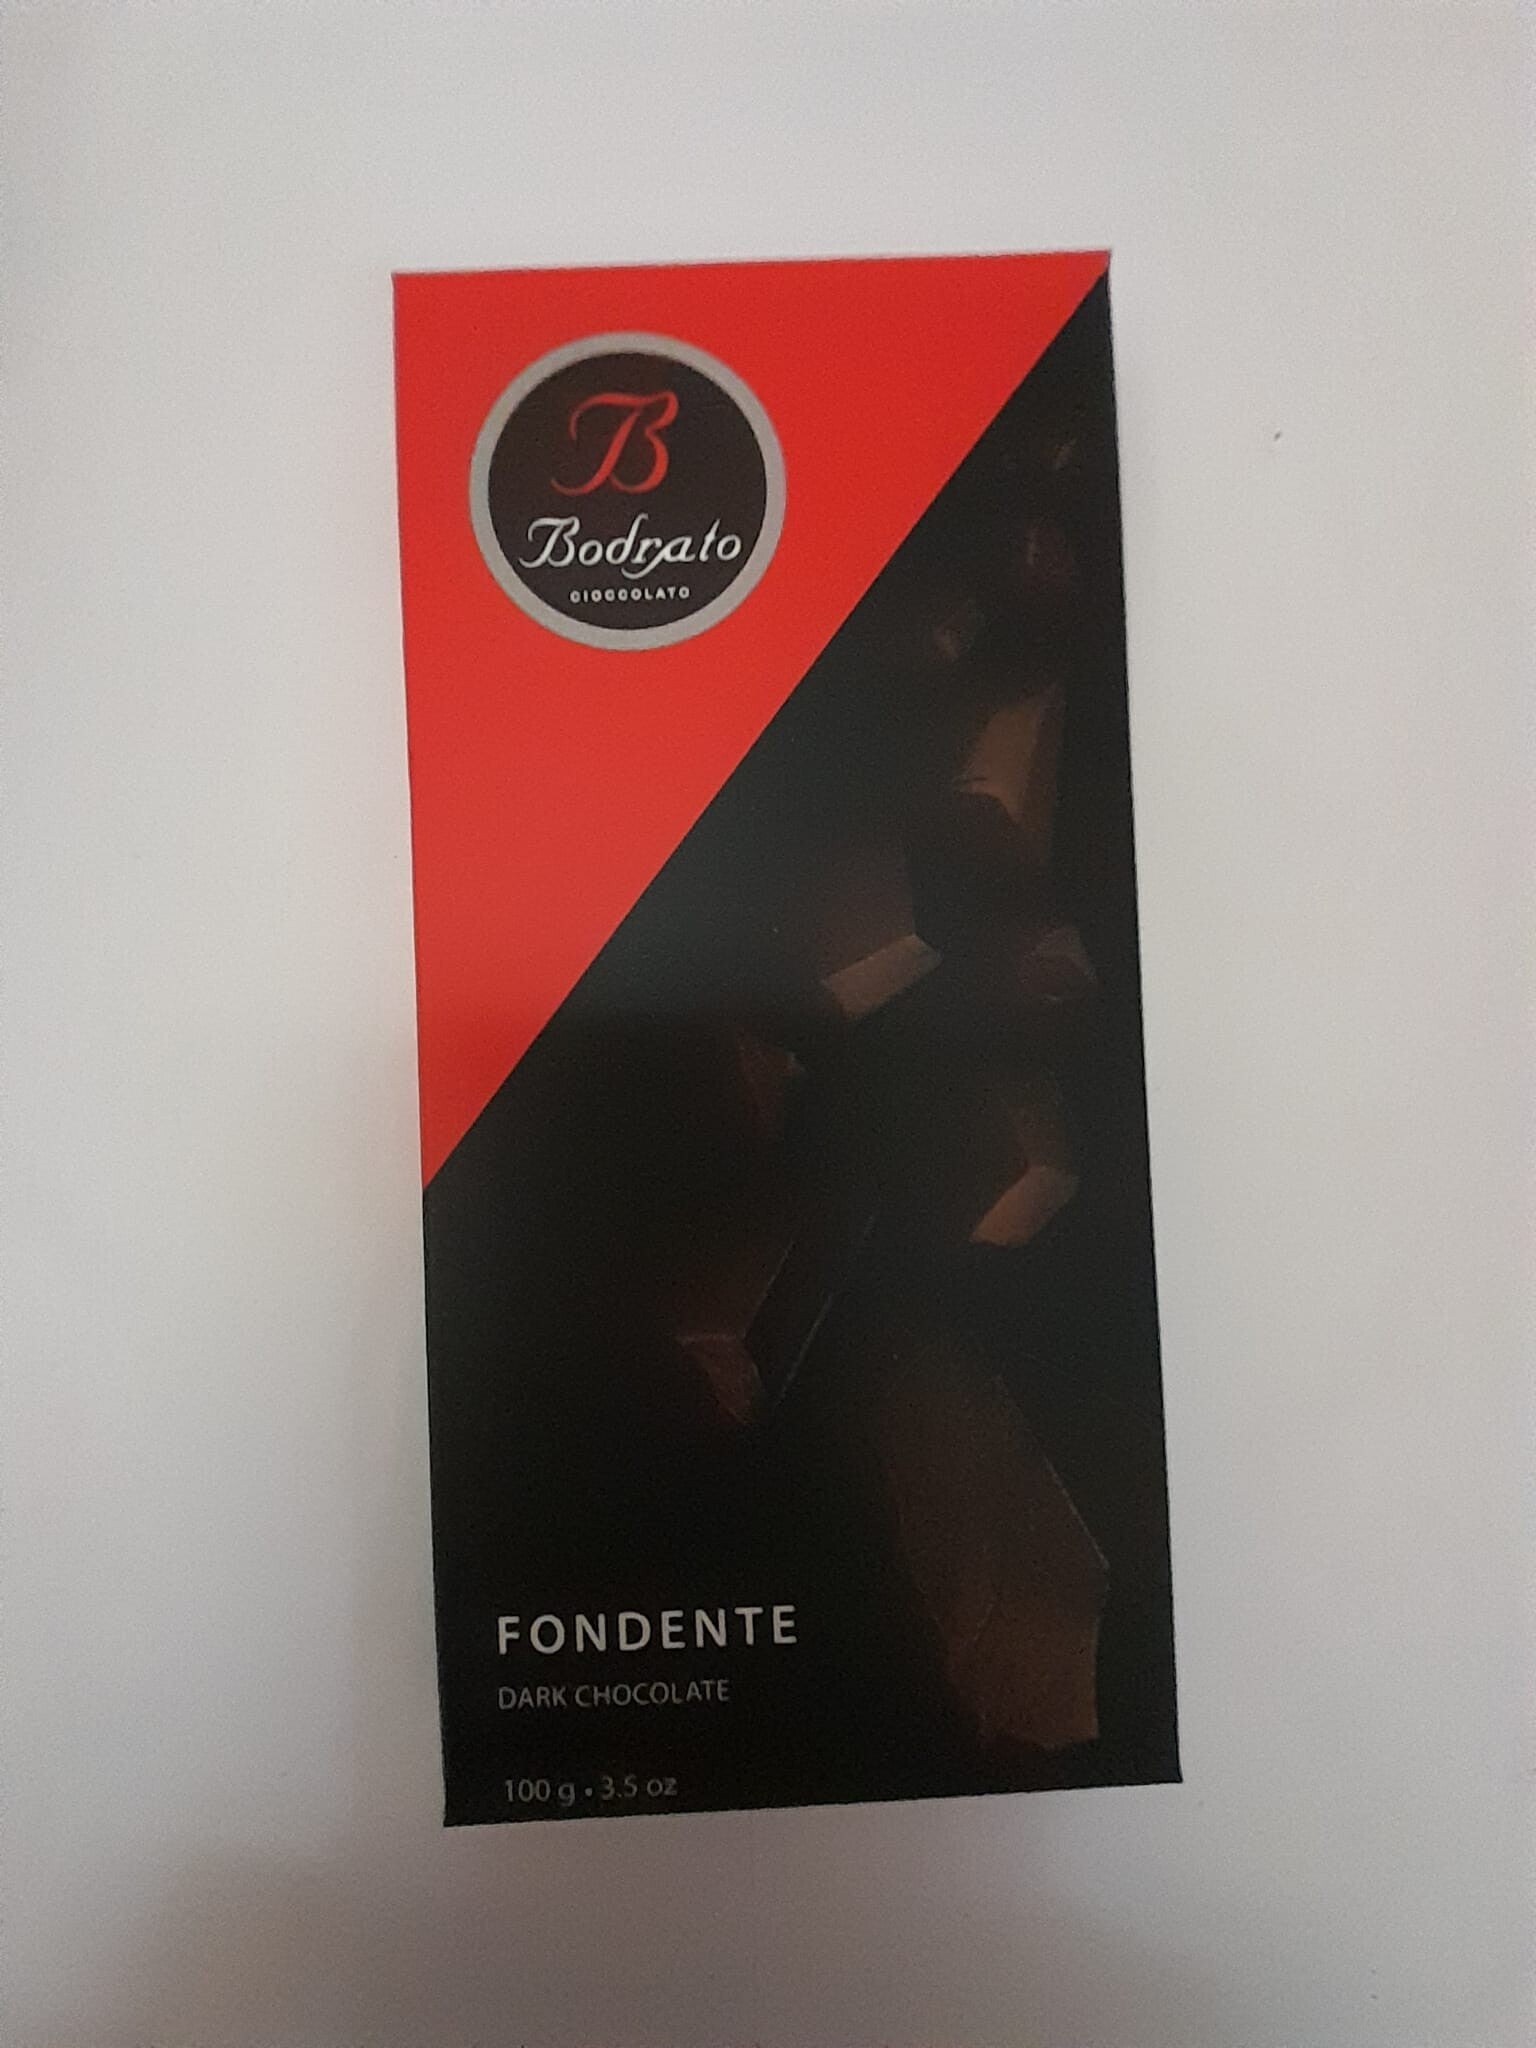 B
Bodrato
CIOCCOLATO
FONDENTE
DARK CHOCOLATE
100 g • 3.5 oz